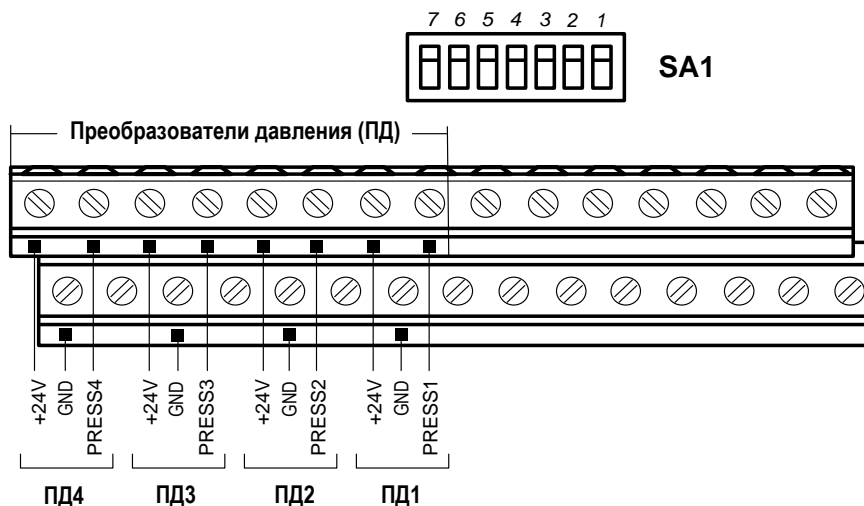 7 6 5 4 3 2 1
SA1
Преобразователи давления (ПД)
+24V GND PRESS4 +24V GND PRESS3 +24V GND PRESS2 +24V GND PRESS1
ПД4 ПД3 ПД2 ПД1